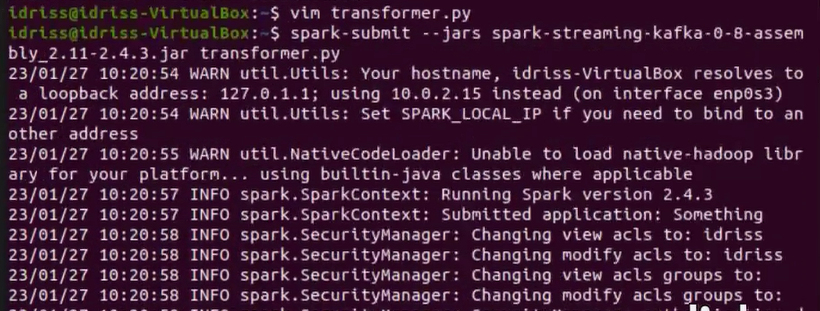 idriss@idriss-VirtualBox:~$ vim transformer.py
idriss@idriss-VirtualBox:~$ spark-submit --jars spark-streaming-kafka-0-8-assem
bly_2.11-2.4.3.jar transformer.py
23/01/27 10:20:54 WARN util.Utils: Your hostname, idriss-VirtualBox resolves to
 a loopback address: 127.0.1.1; using 10.0.2.15 instead (on interface enp0s3)
23/01/27 10:20:54 WARN util.Utils: Set SPARK_LOCAL_IP if you need to bind to an
other address
23/01/27 10:20:55 WARN util.NativeCodeLoader: Unable to load native-hadoop libr
ary for your platform... using builtin-java classes where applicable
23/01/27 10:20:57 INFO spark.SparkContext: Running Spark version 2.4.3
23/01/27 10:20:57 INFO spark.SparkContext: Submitted application: Something
23/01/27 10:20:58 INFO spark.SecurityManager: Changing view acls to: idriss
23/01/27 10:20:58 INFO spark.SecurityManager: Changing modify acls to: idriss
23/01/27 10:20:58 INFO spark.SecurityManager: Changing view acls groups to:
23/01/27 10:20:58 INFO spark.SecurityManager: Changing modify acls groups to: